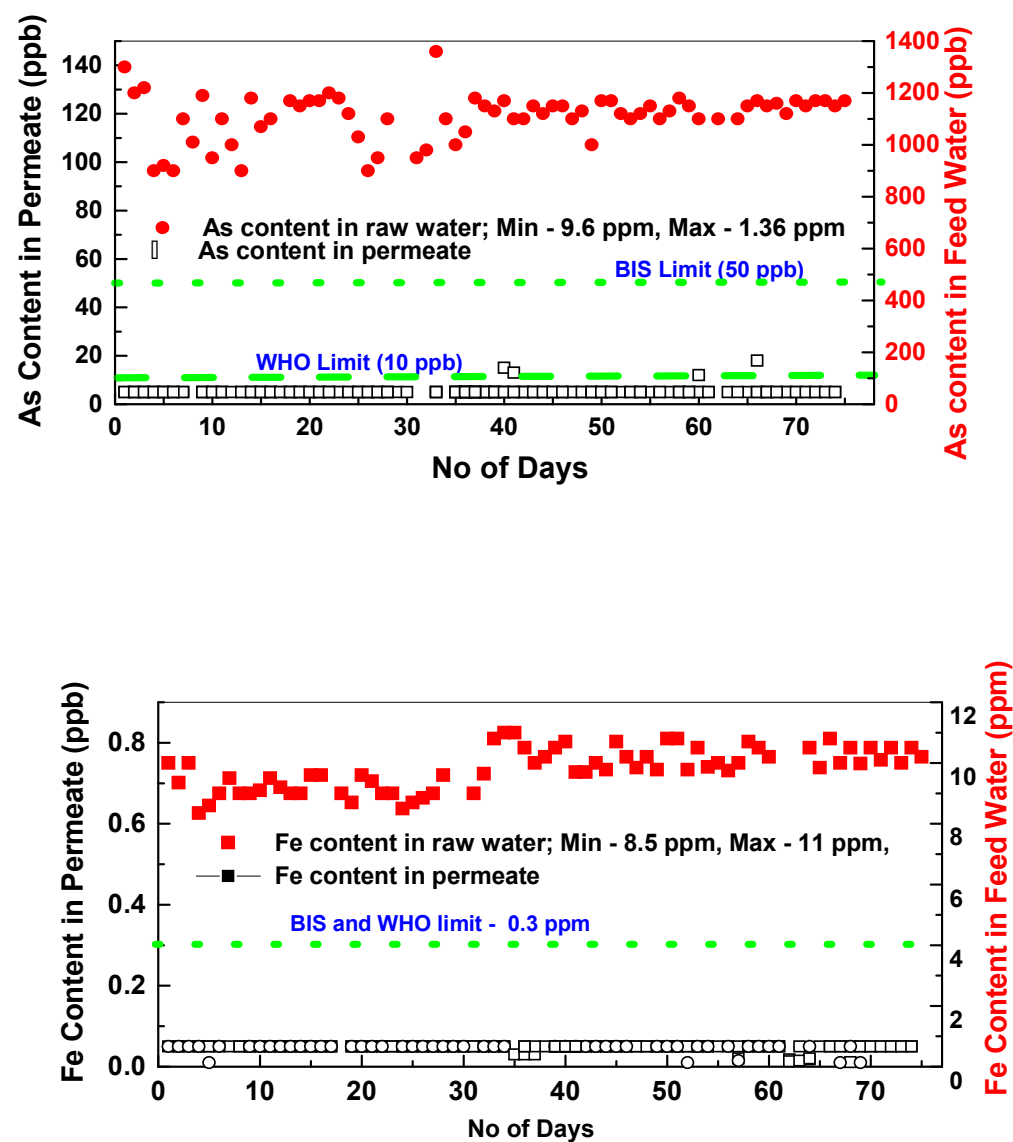 As Content in Permeate (ppb)
140
120
100
80
60
40
20
0
1400
1200
1000
800
600
400
200
0
As content in Feed Water (ppb)
As content in raw water; Min - 9.6 ppm, Max - 1.36 ppm
As content in permeate
BIS Limit (50 ppb)
WHO Limit (10 ppb)
0 10 20 30 40 50 60 70
No of Days
Fe Content in Permeate (ppb)
0.8
0.6
0.4
0.2
0.0
12
10
8
6
4
2
0
Fe Content in Feed Water (ppm)
Fe content in raw water; Min - 8.5 ppm, Max - 11 ppm,
Fe content in permeate
BIS and WHO limit - 0.3 ppm
0 10 20 30 40 50 60 70
No of Days